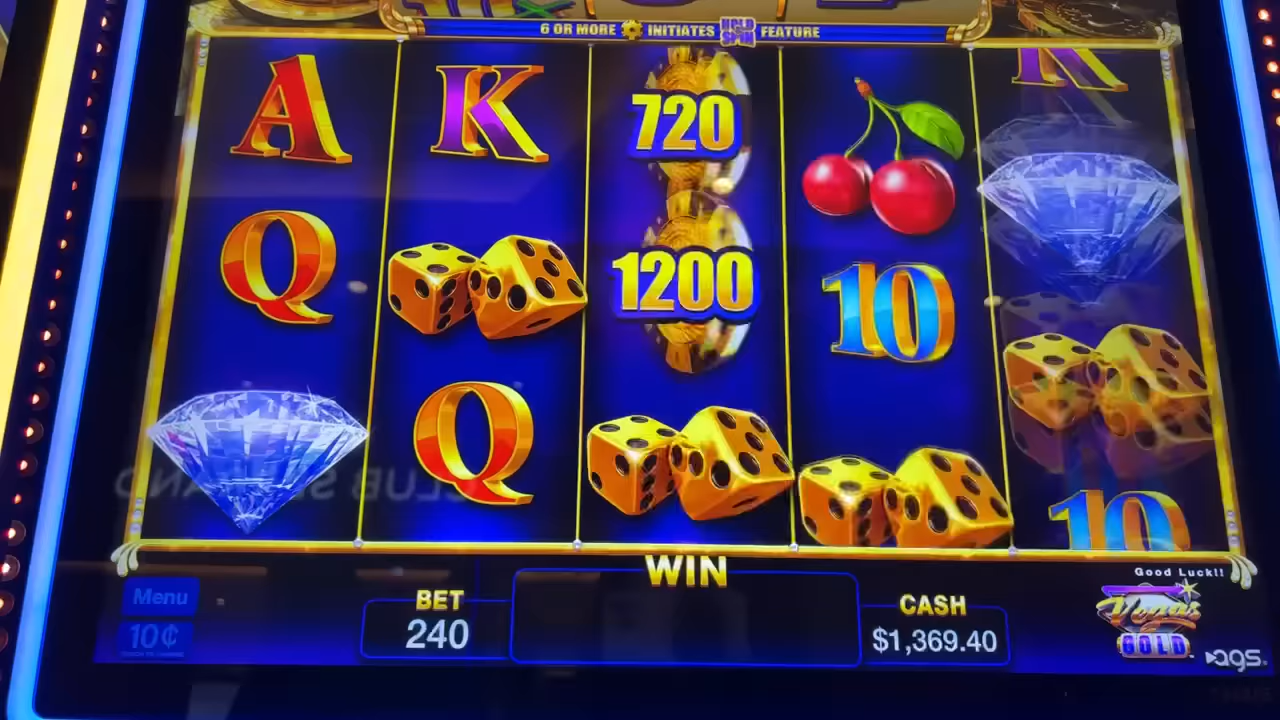 6 OR MORE INITIATES HOLD SPIN FEATURE
A K 720 K
Q 1200 10
Q 10
WIN
Good Luck!!
Menu BET CASH
10¢ 240 $1,369.40
Vegas
GOLD
ags